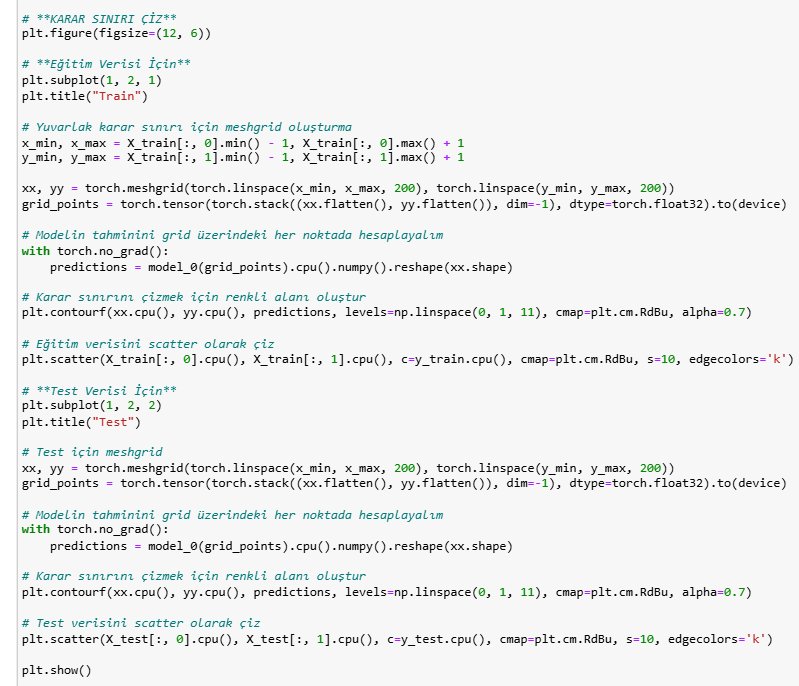 # **KARAR SINIRI ÇİZ**
plt.figure(figsize=(12, 6))
# **Eğitim Verisi İçin**
plt.subplot(1, 2, 1)
plt.title("Train")
# Yuvarlak karar sınırı için meshgrid oluşturma
x_min, x_max = X_train[:, 0].min() - 1, X_train[:, 0].max() + 1
y_min, y_max = X_train[:, 1].min() - 1, X_train[:, 1].max() + 1
xx, yy = torch.meshgrid(torch.linspace(x_min, x_max, 200), torch.linspace(y_min, y_max, 200))
grid_points = torch.tensor(torch.stack((xx.flatten(), yy.flatten()), dim=-1), dtype=torch.float32).to(device)
# Modelin tahminini grid üzerindeki her noktada hesaplayalım
with torch.no_grad():
    predictions = model_0(grid_points).cpu().numpy().reshape(xx.shape)
# Karar sınırını çizmek için renkli alanı oluştur
plt.contourf(xx.cpu(), yy.cpu(), predictions, levels=np.linspace(0, 1, 11), cmap=plt.cm.RdBu, alpha=0.7)
# Eğitim verisini scatter olarak çiz
plt.scatter(X_train[:, 0].cpu(), X_train[:, 1].cpu(), c=y_train.cpu(), cmap=plt.cm.RdBu, s=10, edgecolors='k')
# **Test Verisi İçin**
plt.subplot(1, 2, 2)
plt.title("Test")
# Test için meshgrid
xx, yy = torch.meshgrid(torch.linspace(x_min, x_max, 200), torch.linspace(y_min, y_max, 200))
grid_points = torch.tensor(torch.stack((xx.flatten(), yy.flatten()), dim=-1), dtype=torch.float32).to(device)
# Modelin tahminini grid üzerindeki her noktada hesaplayalım
with torch.no_grad():
    predictions = model_0(grid_points).cpu().numpy().reshape(xx.shape)
# Karar sınırını çizmek için renkli alanı oluştur
plt.contourf(xx.cpu(), yy.cpu(), predictions, levels=np.linspace(0, 1, 11), cmap=plt.cm.RdBu, alpha=0.7)
# Test verisini scatter olarak çiz
plt.scatter(X_test[:, 0].cpu(), X_test[:, 1].cpu(), c=y_test.cpu(), cmap=plt.cm.RdBu, s=10, edgecolors='k')
plt.show()